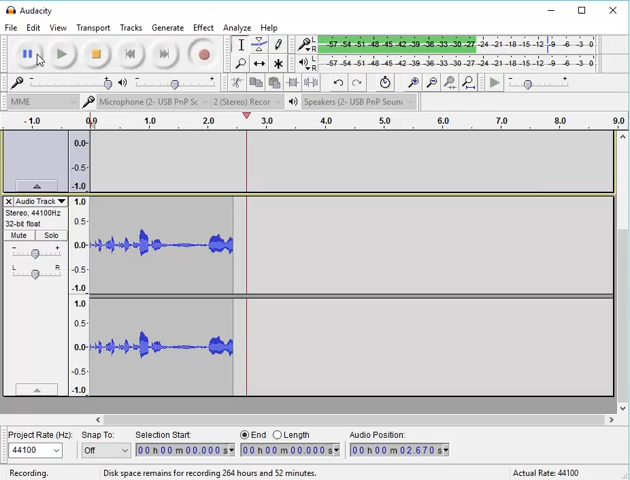 Audacity
File Edit View Transport Tracks Generate Effect Analyze Help
L R -57 -54 -51 -48 -45 -42 -39 -36 -33 -30 -27 -24 -21 -18 -15 -12 -9 -6 -3 0
L R -57 -54 -51 -48 -45 -42 -39 -36 -33 -30 -27 -24 -21 -18 -15 -12 -9 -6 -3 0
MME Microphone (2- USB PnP Sc 2 (Stereo) Recor Speakers (2- USB PnP Soun
- 1.0 0.0 1.0 2.0 3.0 4.0 5.0 6.0 7.0 8.0 9.0
0.0-
-0.5-
-1.0
Audio Track 1.0
Stereo, 44100Hz
32-bit float 0.5-
Mute Solo
- + 0.0-
L R -0.5-
-1.0
1.0
0.5-
0.0-
-0.5-
-1.0
Project Rate (Hz): Snap To: Selection Start: End Length Audio Position:
44100 Off 00 h 00 m 00.000 s 00 h 00 m 00.000 s 00 h 00 m 02.670 s
Recording. Disk space remains for recording 264 hours and 52 minutes. Actual Rate: 44100